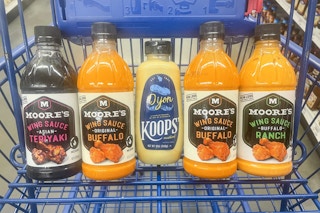 M
MOORE'S
WING SAUCE
ASIAN
TERIYAKI
M
MOORE'S
WING SAUCE
ORIGINAL
BUFFALO
Dijon
KOOPS'
M
MOORE'S
WING SAUCE
ORIGINAL
BUFFALO
M
MOORE'S
WING SAUCE
BUFFALO
RANCH